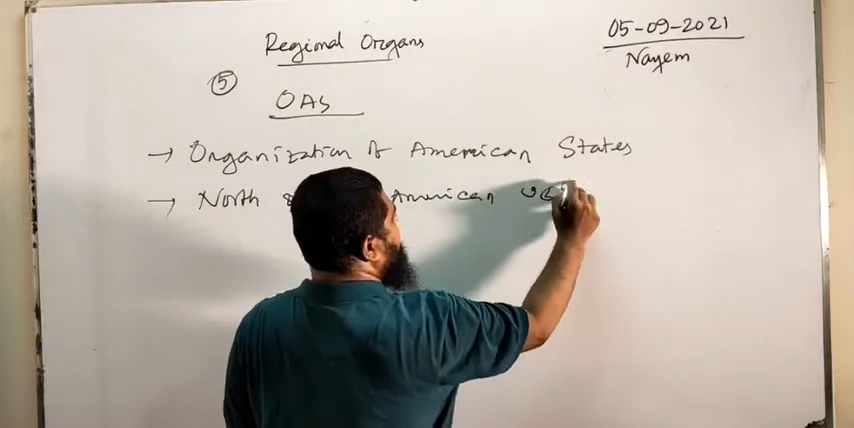 Regional Organs
05-09-2021
Nayem
⑤
OAS
→ Organization of American States
→ North American